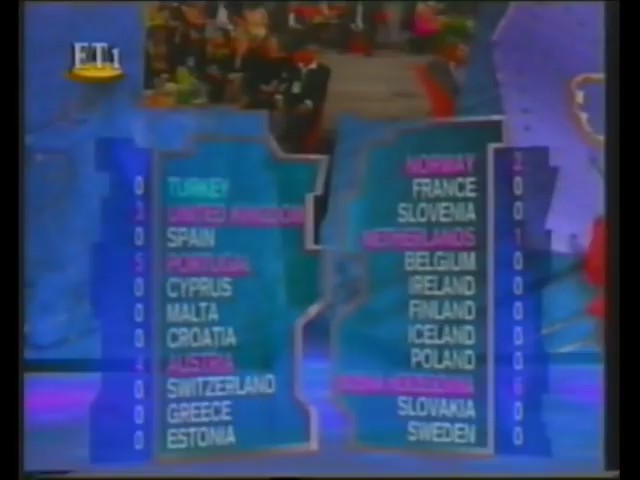 ET1
0 TURKEY
3 UNITED KINGDOM
0 SPAIN
5 PORTUGAL
0 CYPRUS
0 MALTA
0 CROATIA
4 AUSTRIA
0 SWITZERLAND
0 GREECE
0 ESTONIA
NORWAY 2
FRANCE 0
SLOVENIA 0
NETHERLANDS 1
BELGIUM 0
IRELAND 0
FINLAND 0
ICELAND 0
POLAND 0
BOSNIA 6
SLOVAKIA 0
SWEDEN 0